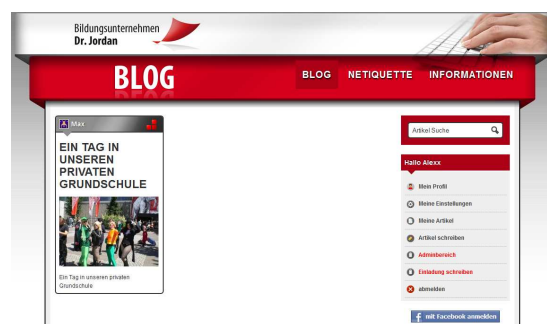 Bildungsunternehmen
Dr. Jordan
BLOG
BLOG NETIQUETTE INFORMATIONEN
Max
EIN TAG IN
UNSEREN
PRIVATEN
GRUNDSCHULE
Ein Tag in unseren privaten
Grundschule
Artikel Suche
Hallo Alexx
Mein Profil
Meine Einstellungen
Meine Artikel
Artikel schreiben
Adminbereich
Einladung schreiben
abmelden
f mit Facebook anmelden